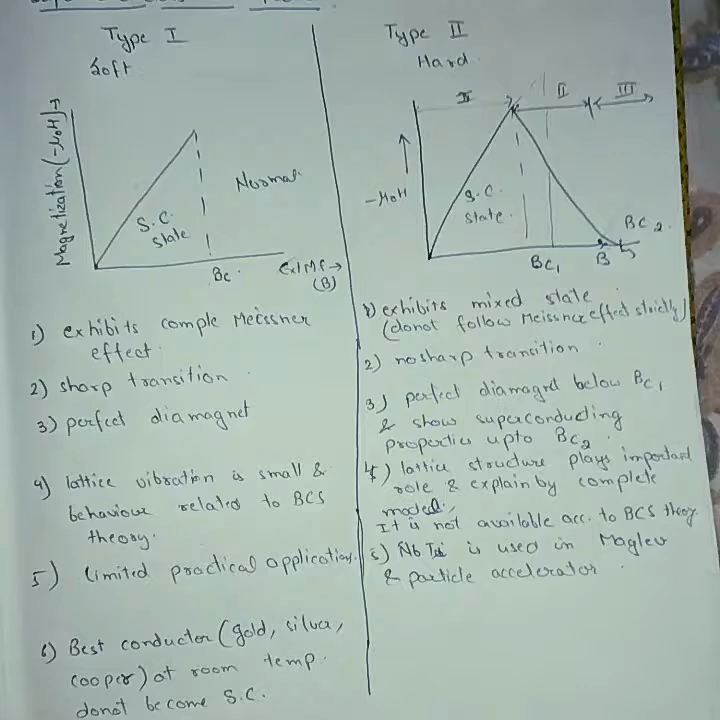 Type I
Soft
Magnetization (-μoH)→
S.C.
State
Normal
Bc
Ext MF→
(B)
1) exhibits comple Meissner
effect.
2) sharp transition
3) perfect diamagnet
4) lattice vibration is small &
behaviour related to BCS
theory.
5) Limited practical application.
6) Best conductor (gold, silver,
cooper) at room temp.
donot become S.C.
Type II
Hard
I
II
III
-μoH
S.C.
State.
BC1
B
BC2
1) exhibits mixed state
(donot follow Meissner effect strictly)
2) no sharp transition
3) perfect diamagnet below BC1
& show superconducting
properties upto BC2.
4) lattice structure plays important
role & explain by complete
model,
It is not available acc. to BCS theory.
5) is used in Maglev
& particle accelerator